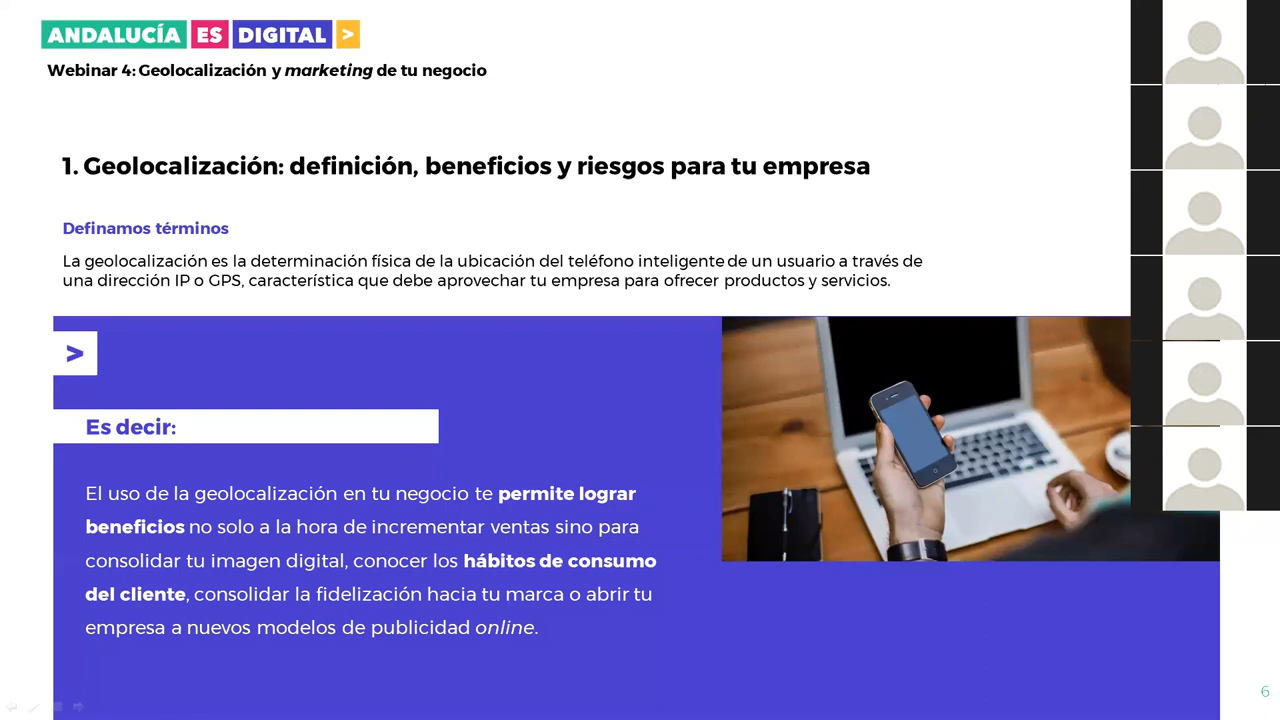 ANDALUCÍA ES DIGITAL >
Webinar 4: Geolocalización y marketing de tu negocio
1. Geolocalización: definición, beneficios y riesgos para tu empresa
Definamos términos
La geolocalización es la determinación física de la ubicación del teléfono inteligente de un usuario a través de
una dirección IP o GPS, característica que debe aprovechar tu empresa para ofrecer productos y servicios.
>
Es decir:
El uso de la geolocalización en tu negocio te permite lograr
beneficios no solo a la hora de incrementar ventas sino para
consolidar tu imagen digital, conocer los hábitos de consumo
del cliente, consolidar la fidelización hacia tu marca o abrir tu
empresa a nuevos modelos de publicidad online.
6